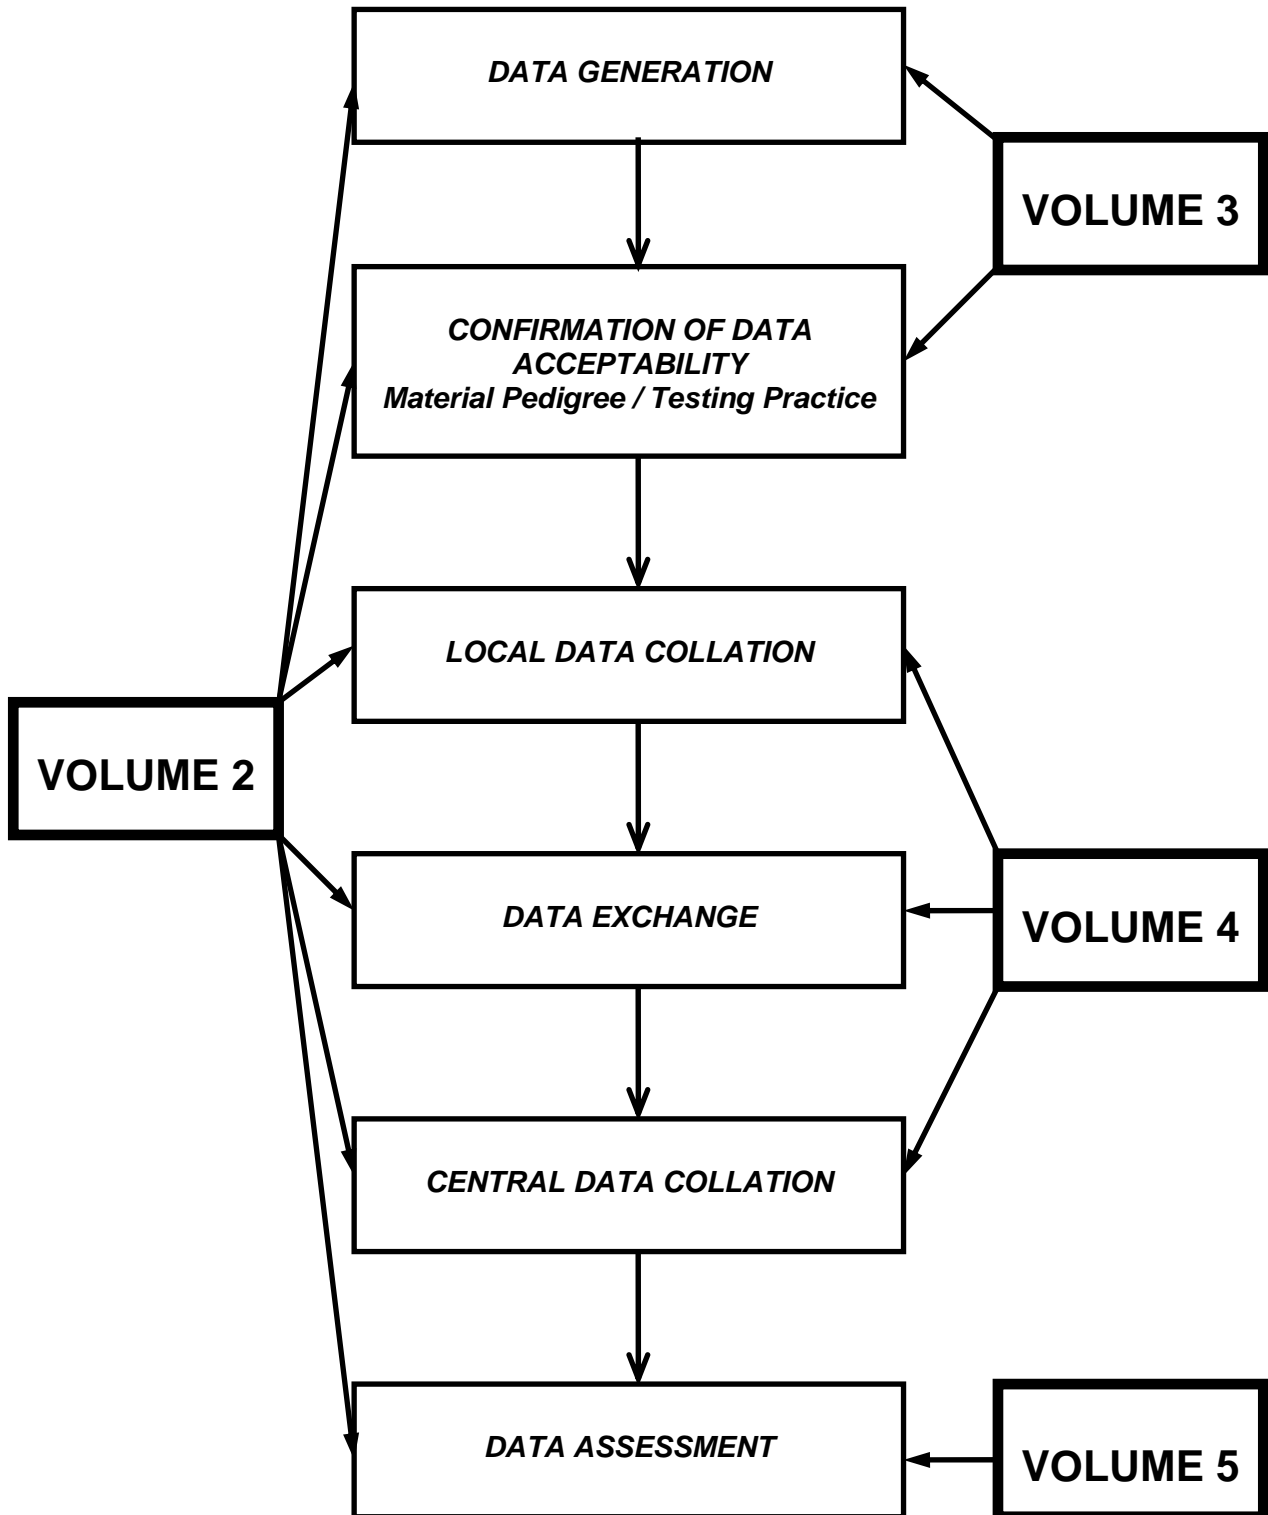 DATA GENERATION
VOLUME 3
CONFIRMATION OF DATA
ACCEPTABILITY
Material Pedigree / Testing Practice
LOCAL DATA COLLATION
VOLUME 2
DATA EXCHANGE
VOLUME 4
CENTRAL DATA COLLATION
DATA ASSESSMENT
VOLUME 5